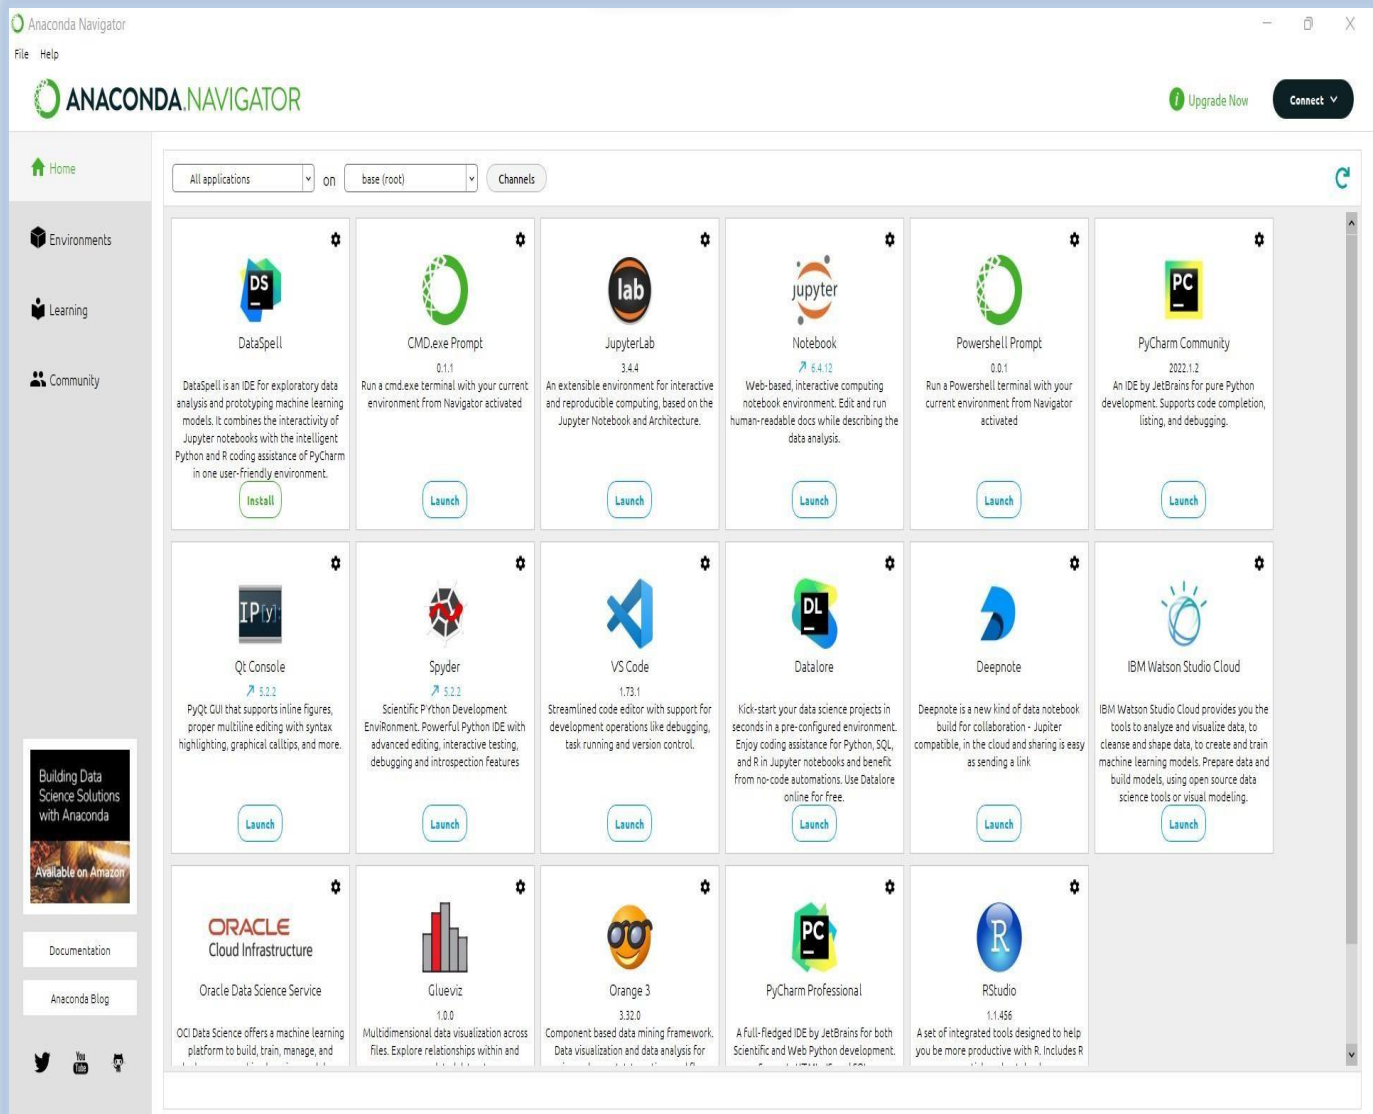 Anaconda Navigator
File Help
ANACONDA.NAVIGATOR
Upgrade Now
Connect
Home
Environments
Learning
Community
All applications
on
base (root)
Channels
DS
DataSpell
DataSpell is an IDE for exploratory data
analysis and prototyping machine learning
models. It combines the interactivity of
Jupyter notebooks with the intelligent
Python and R coding assistance of PyCharm
in one user-friendly environment.
Install
CMD.exe Prompt
0.1.1
Run a cmd.exe terminal with your current
environment from Navigator activated
Launch
lab
JupyterLab
3.4.4
An extensible environment for interactive
and reproducible computing, based on the
Jupyter Notebook and Architecture.
Launch
jupyter
Notebook
6.4.12
Web-based, interactive computing
notebook environment. Edit and run
human-readable docs while describing the
data analysis.
Launch
Powershell Prompt
0.0.1
Run a Powershell terminal with your
current environment from Navigator
activated
Launch
PC
PyCharm Community
2022.1.2
An IDE by JetBrains for pure Python
development. Supports code completion,
listing, and debugging.
Launch
IP[y]:
Qt Console
5.2.2
PyQt GUI that supports inline figures,
proper multiline editing with syntax
highlighting, graphical calltips, and more.
Launch
Spyder
5.2.2
Scientific PYthon Development
EnviRonment. Powerful Python IDE with
advanced editing, interactive testing,
debugging and introspection features
Launch
VS Code
1.73.1
Streamlined code editor with support for
development operations like debugging,
task running and version control.
Launch
DL
Datalore
Kick-start your data science projects in
seconds in a pre-configured environment.
Enjoy coding assistance for Python, SQL,
and R in Jupyter notebooks and benefit
from no-code automations. Use Datalore
online for free.
Launch
Deepnote
Deepnote is a new kind of data notebook
build for collaboration - Jupiter
compatible, in the cloud and sharing is easy
as sending a link
Launch
IBM Watson Studio Cloud
IBM Watson Studio Cloud provides you the
tools to analyze and visualize data, to
cleanse and shape data, to create and train
machine learning models. Prepare data and
build models, using open source data
science tools or visual modeling.
Launch
ORACLE
Cloud Infrastructure
Oracle Data Science Service
OCI Data Science offers a machine learning
platform to build, train, manage, and
Glueviz
1.0.0
Multidimensional data visualization across
files. Explore relationships within and
Orange 3
3.32.0
Component based data mining framework.
Data visualization and data analysis for
PC
PyCharm Professional
A full-fledged IDE by JetBrains for both
Scientific and Web Python development.
R
RStudio
1.1.456
A set of integrated tools designed to help
you be more productive with R. Includes R
Building Data
Science Solutions
with Anaconda
Available on Amazon
Documentation
Anaconda Blog
You
Tube